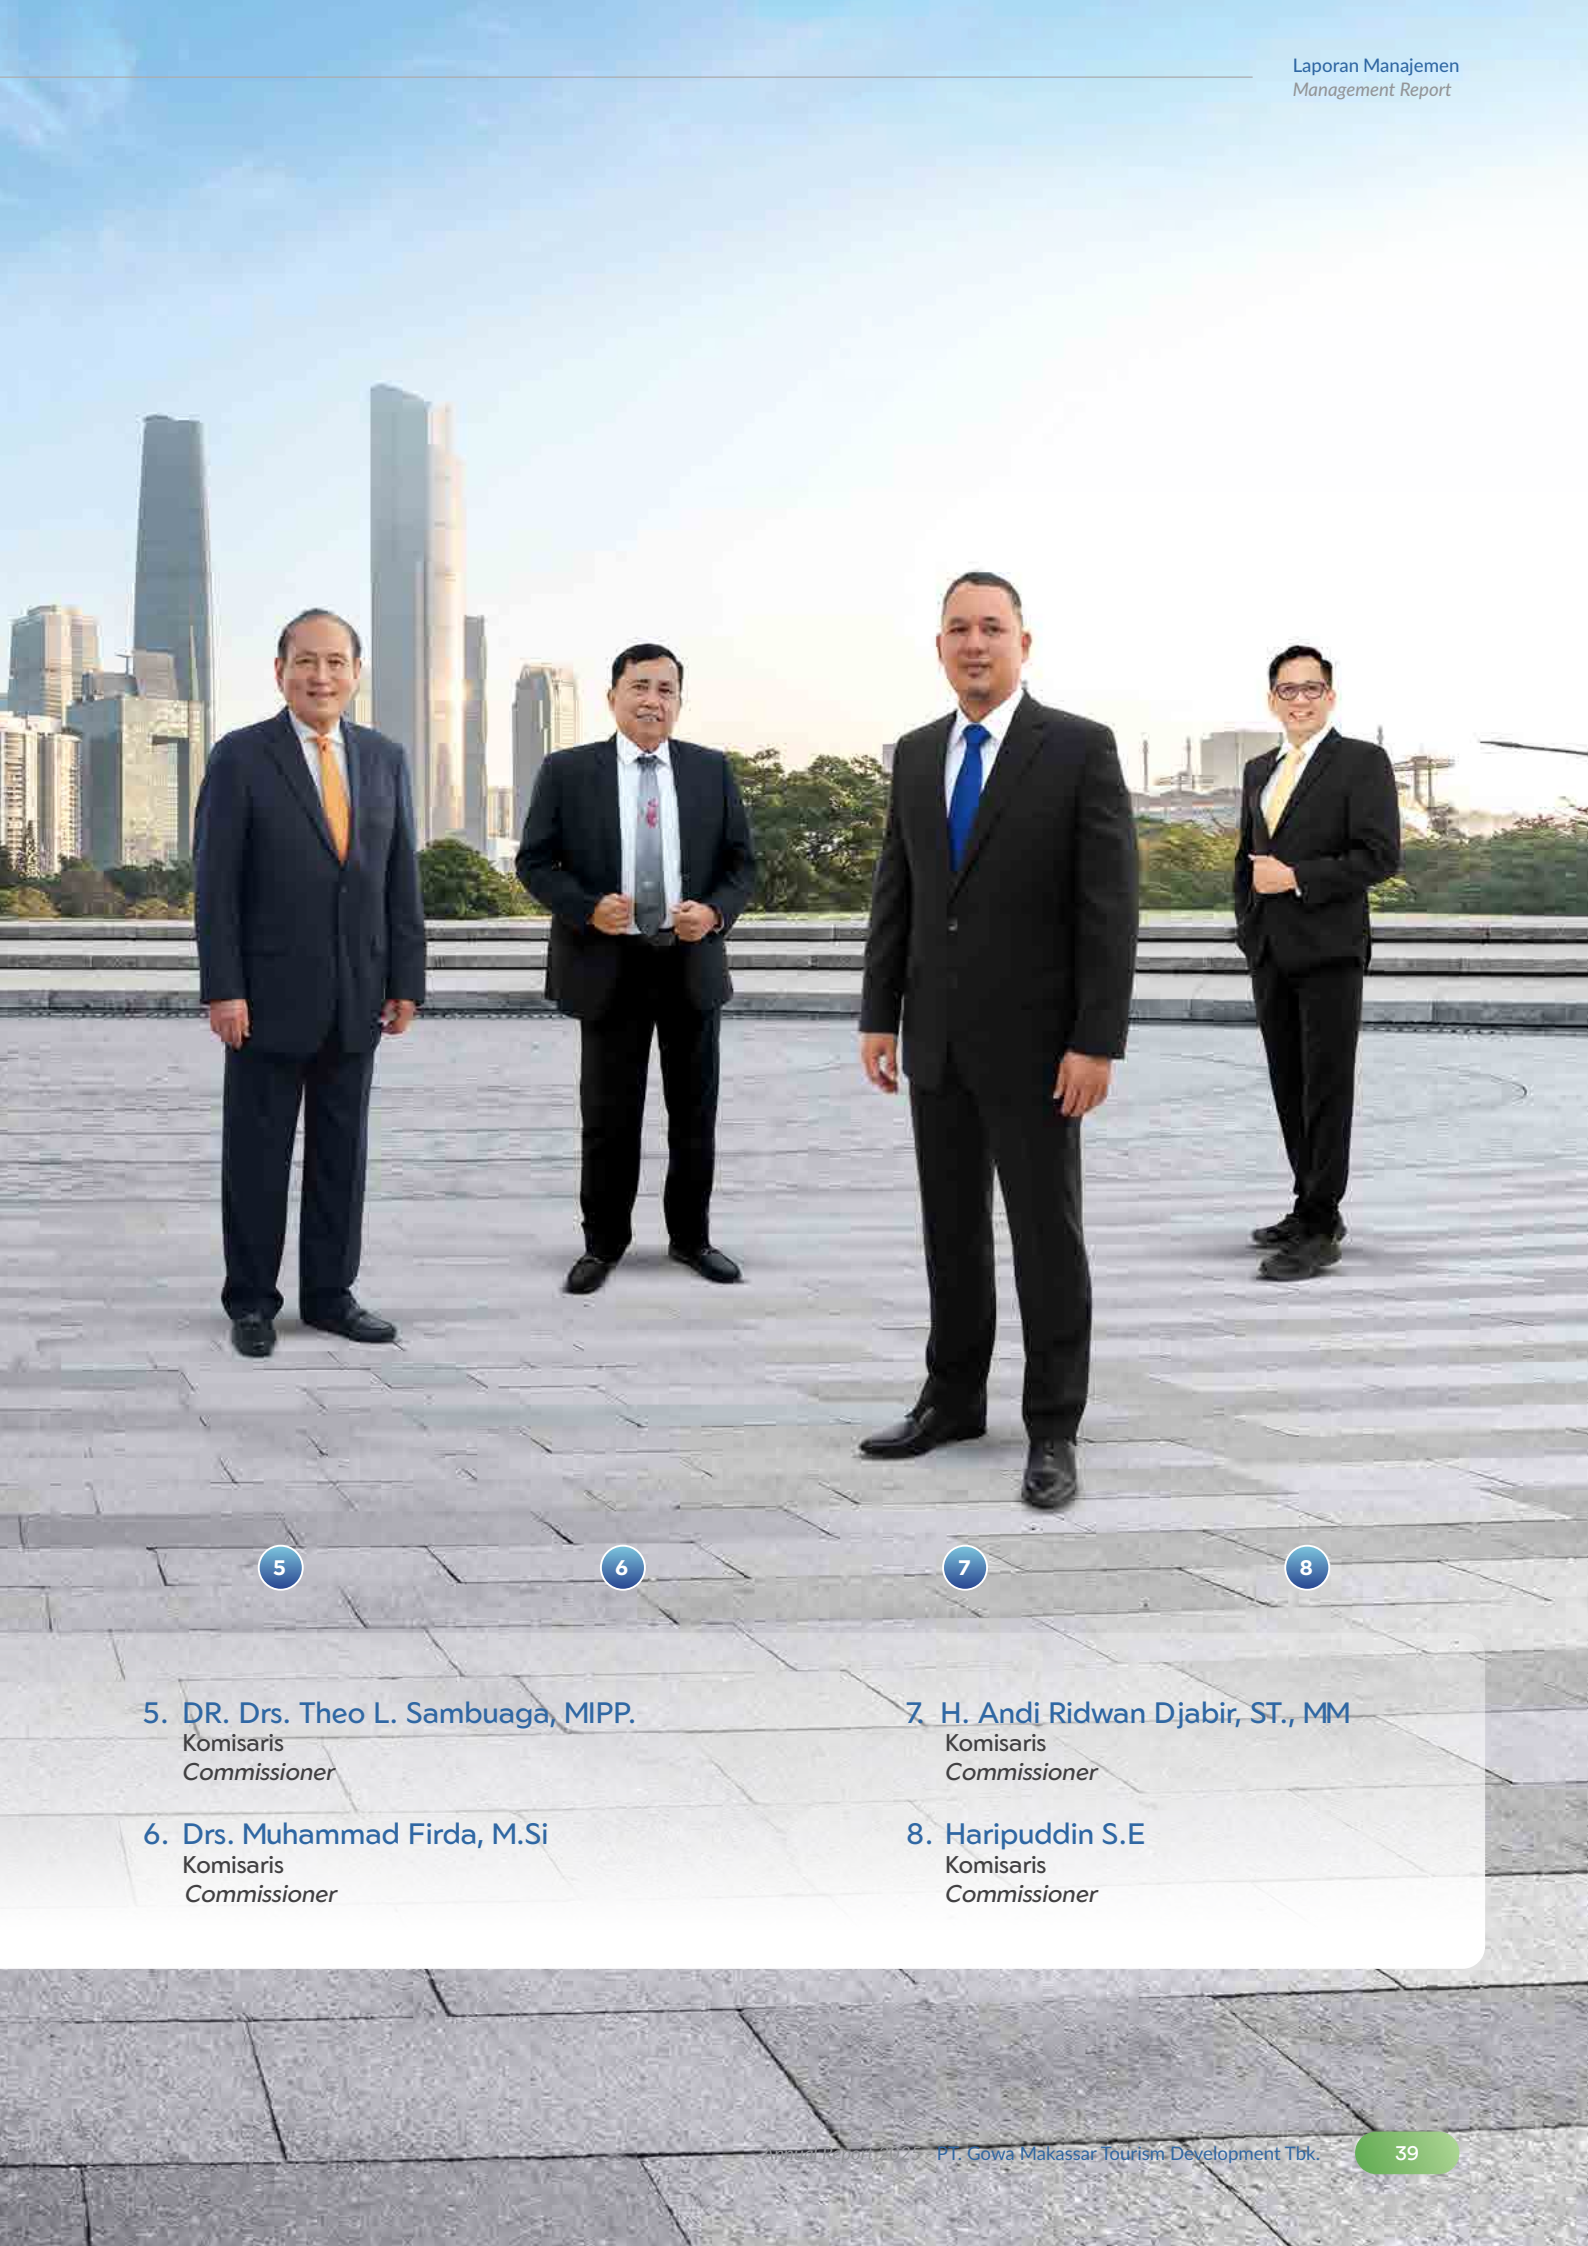 Laporan Manajemen
Management Report
5
6
7
8
5. DR. Drs. Theo L. Sambuaga, MIPP.
Komisaris
Commissioner
6. Drs. Muhammad Firda, M.Si
Komisaris
Commissioner
7. H. Andi Ridwan Djabir, ST., MM
Komisaris
Commissioner
8. Haripuddin S.E
Komisaris
Commissioner
Annual Report PT. Gowa Makassar Tourism Development Tbk.
39